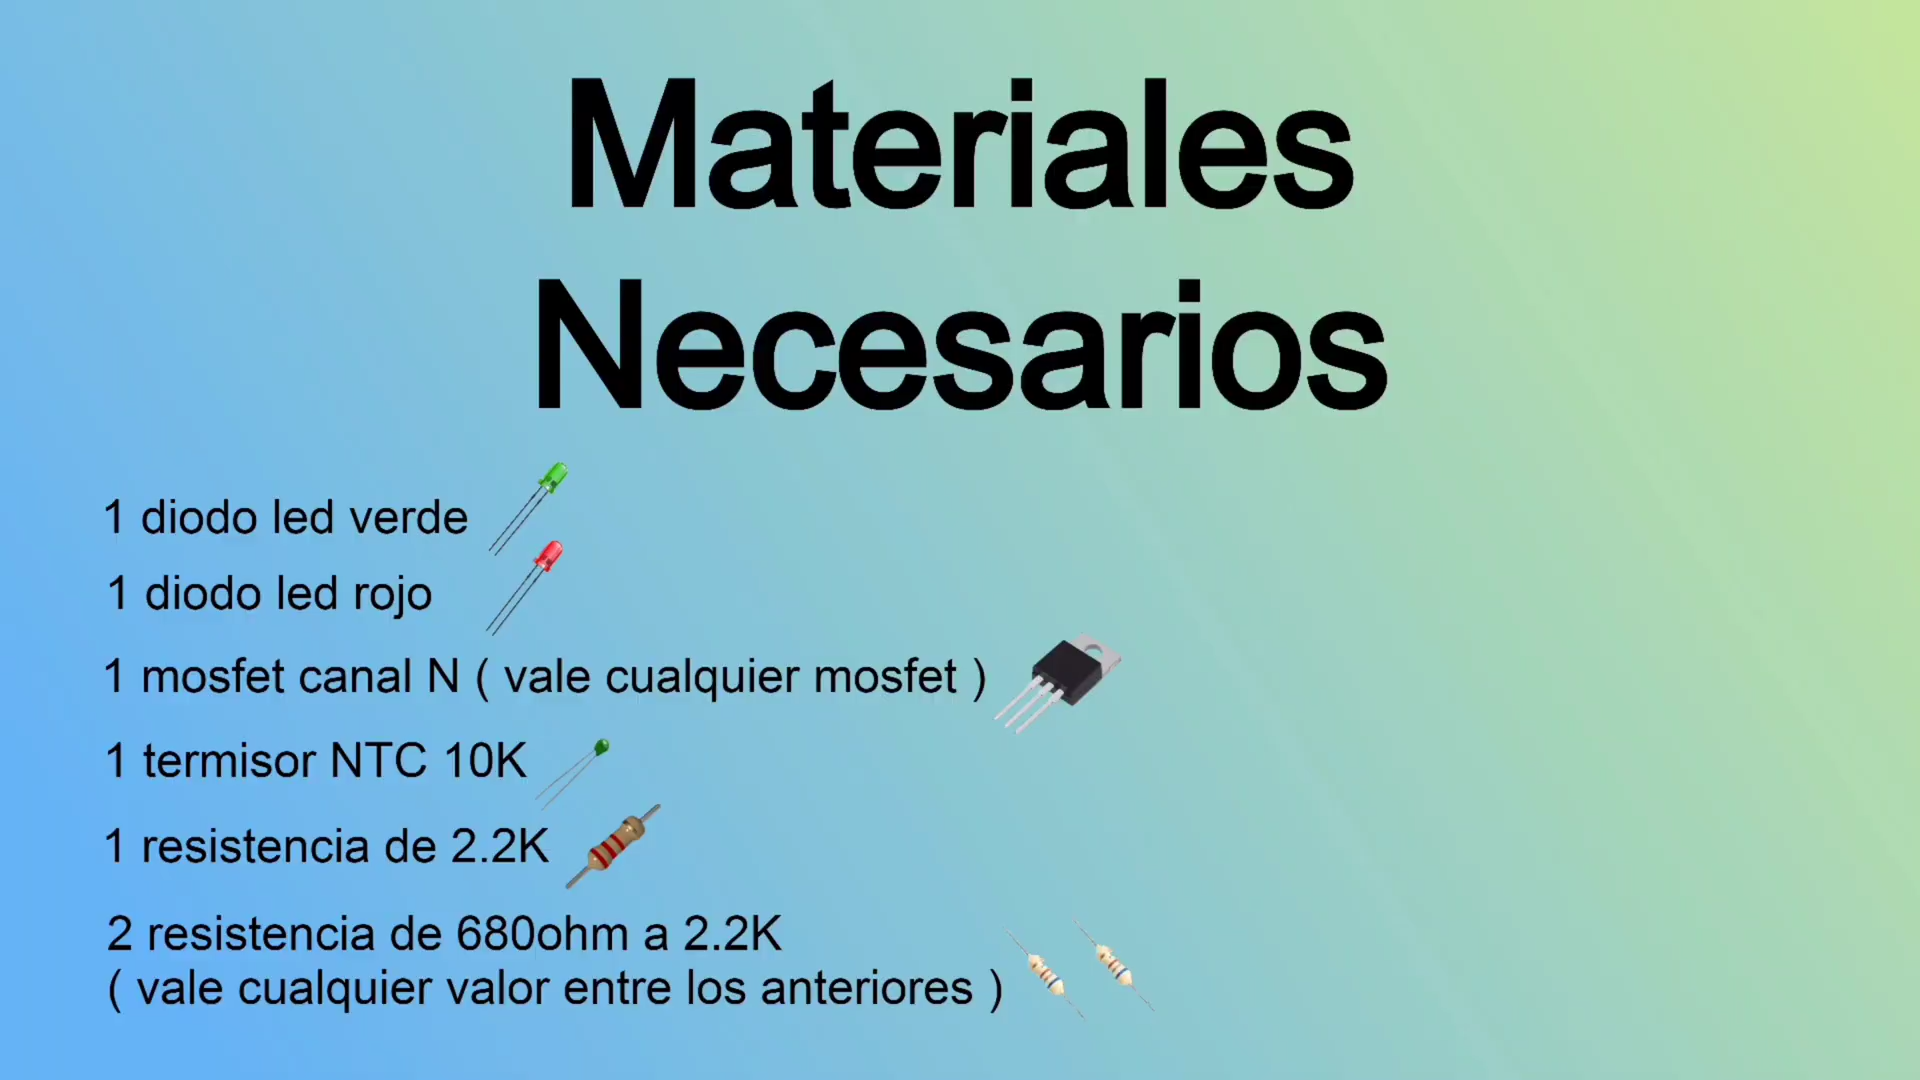 Materiales
Necesarios
1 diodo led verde
1 diodo led rojo
1 mosfet canal N ( vale cualquier mosfet )
1 termisor NTC 10K
1 resistencia de 2.2K
2 resistencia de 680ohm a 2.2K
( vale cualquier valor entre los anteriores )